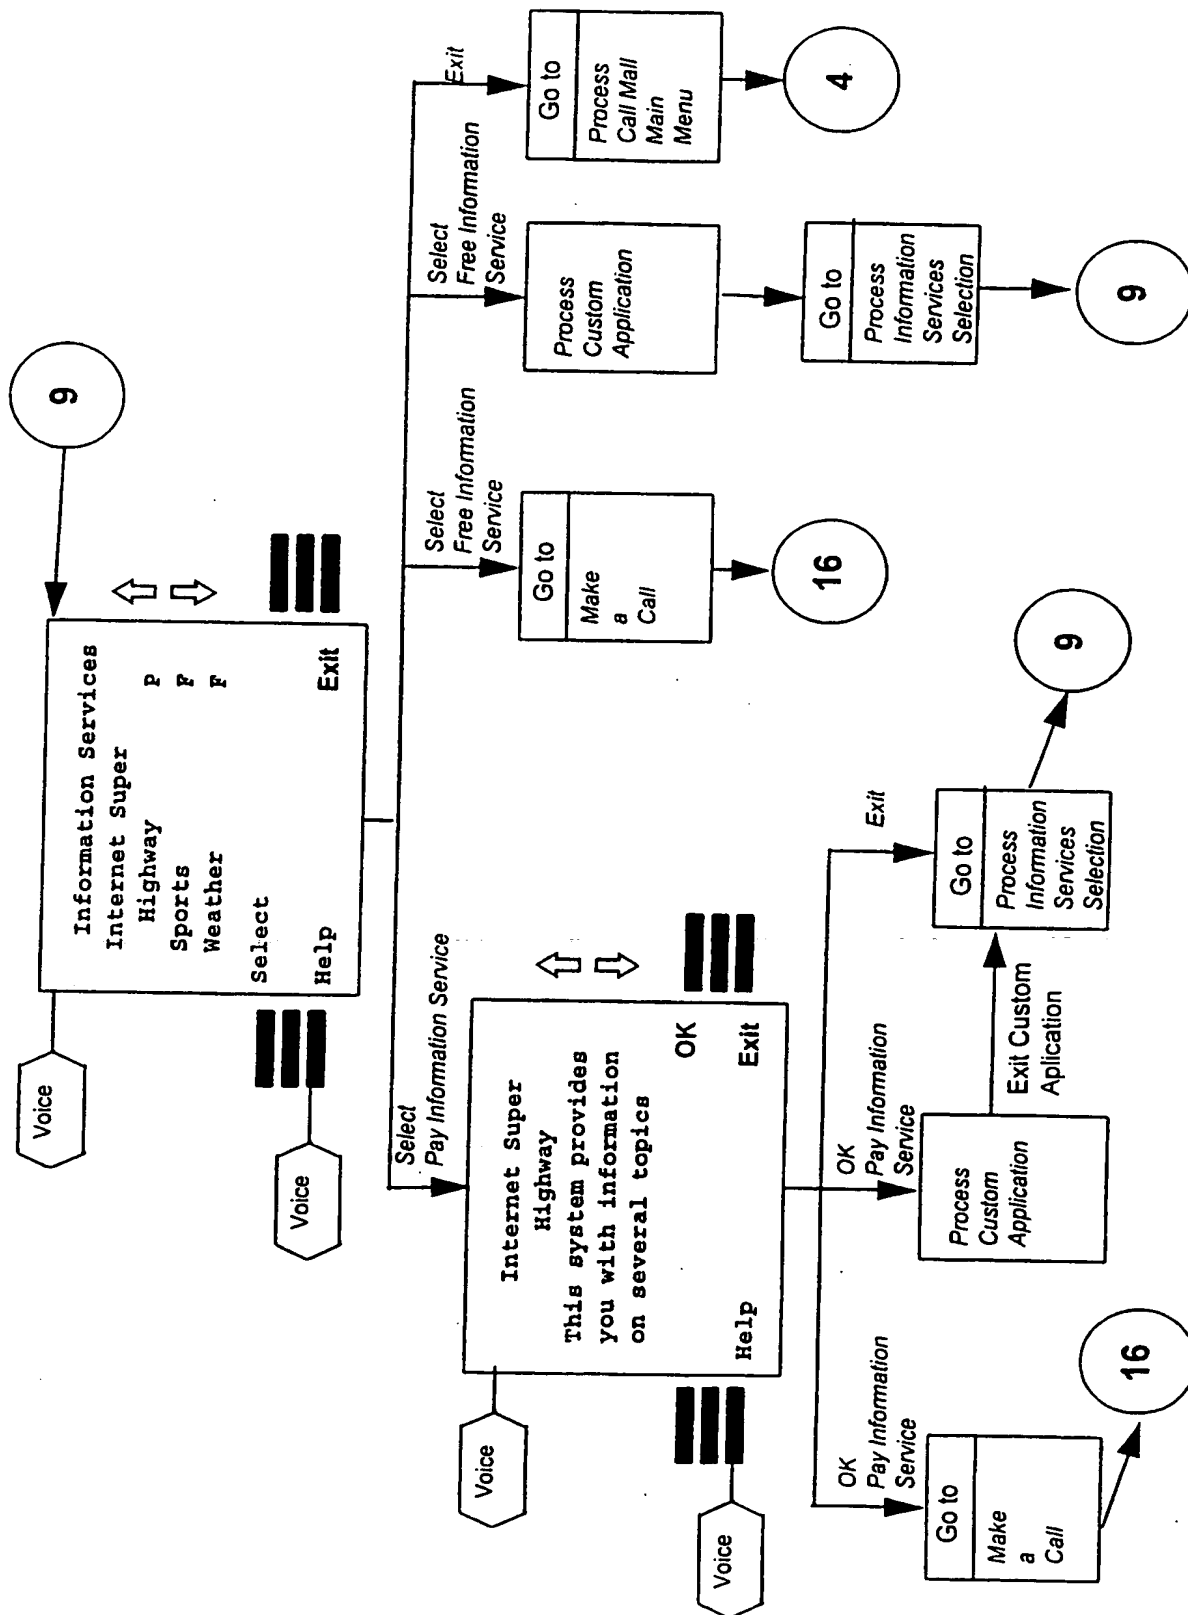 9
Voice
Information Services
Internet Super
Highway P
Sports F
Weather F
Select
Help Exit
Voice
Select
Pay Information Service
Select
Free Information
Service
Select
Free Information
Service
Exit
Voice
Internet Super
Highway
This system provides
you with information
on several topics
OK
Help Exit
Voice
Go to
Make
a
Call
16
Process
Custom
Application
Go to
Process
Information
Services
Selection
9
Go to
Process
Call Mall
Main
Menu
4
OK
Pay Information
Service
OK
Pay Information
Service
Exit
Go to
Make
a
Call
16
Process
Custom
Application
Exit Custom
Aplication
Go to
Process
Information
Services
Selection
9